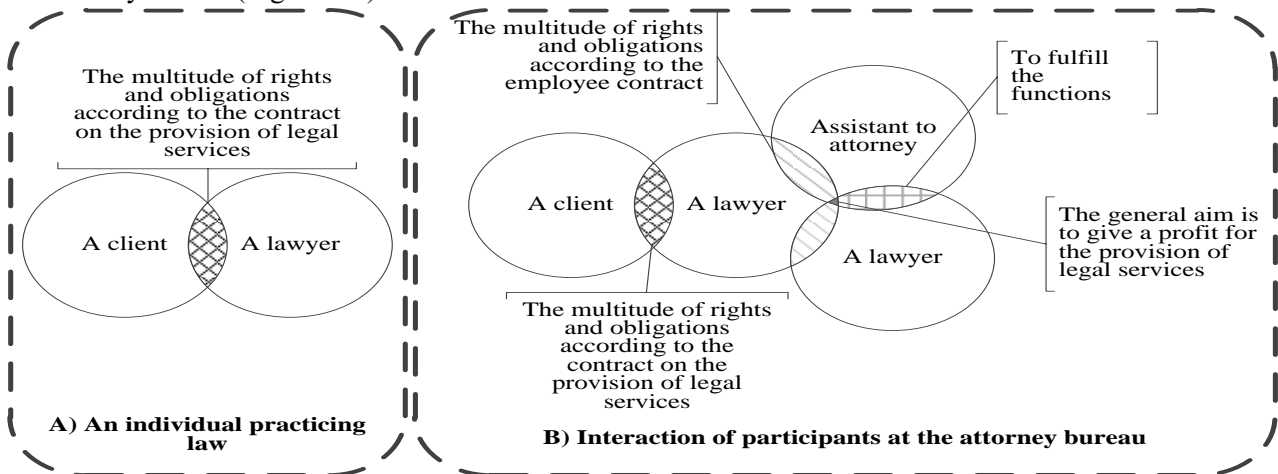 The multitude of rights
and obligations
according to the contract
on the provision of legal
services
A client
A lawyer
A) An individual practicing
law
The multitude of rights
and obligations
according to the
employee contract
To fulfill
the
functions
Assistant to
attorney
A client
A lawyer
A lawyer
The general aim is
to give a profit for
the provision of
legal services
The multitude of rights
and obligations
according to the
contract on the
provision of legal
services
B) Interaction of participants at the attorney bureau